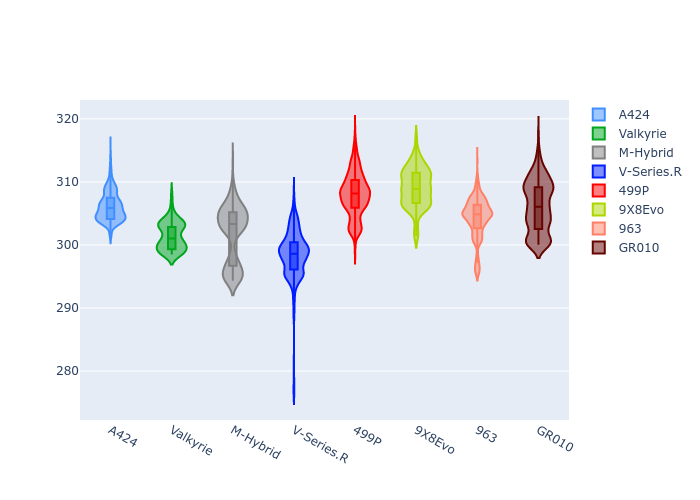 320
310
300
290
280
A424
Valkyrie
M-Hybrid
V-Series.R
499P
9X8Evo
963
GR010
A424
Valkyrie
M-Hybrid
V-Series.R
499P
9X8Evo
963
GR010